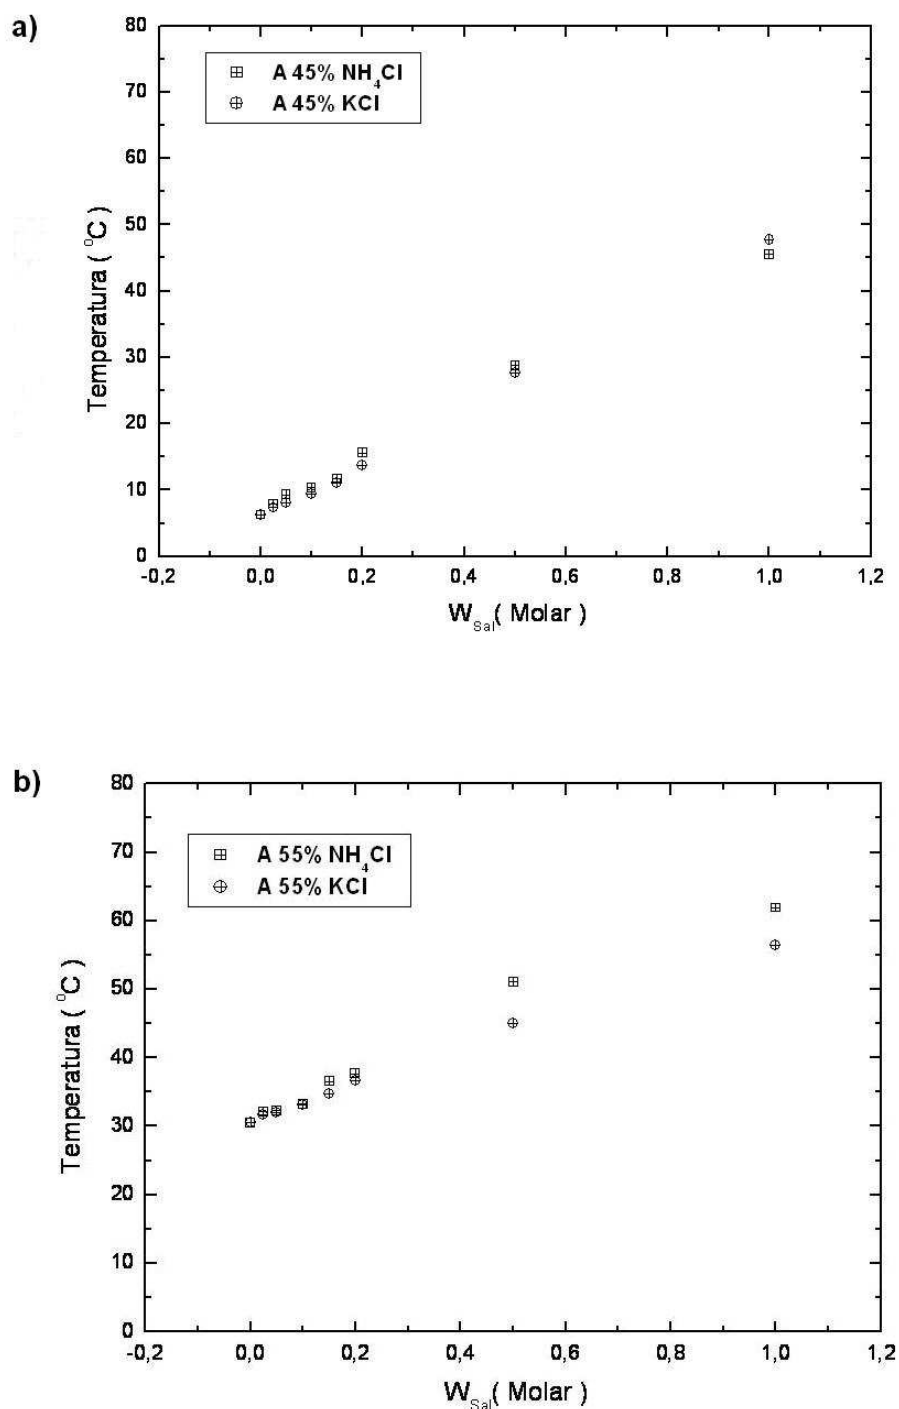 a)
80
70
60
50
40
30
20
10
0
Temperatura ( °C )
A 45% NH4Cl
A 45% KCl
-0,2 0,0 0,2 0,4 0,6 0,8 1,0 1,2
WSal( Molar )
b)
80
70
60
50
40
30
20
10
0
Temperatura ( °C )
A 55% NH4Cl
A 55% KCl
-0,2 0,0 0,2 0,4 0,6 0,8 1,0 1,2
WSal( Molar )